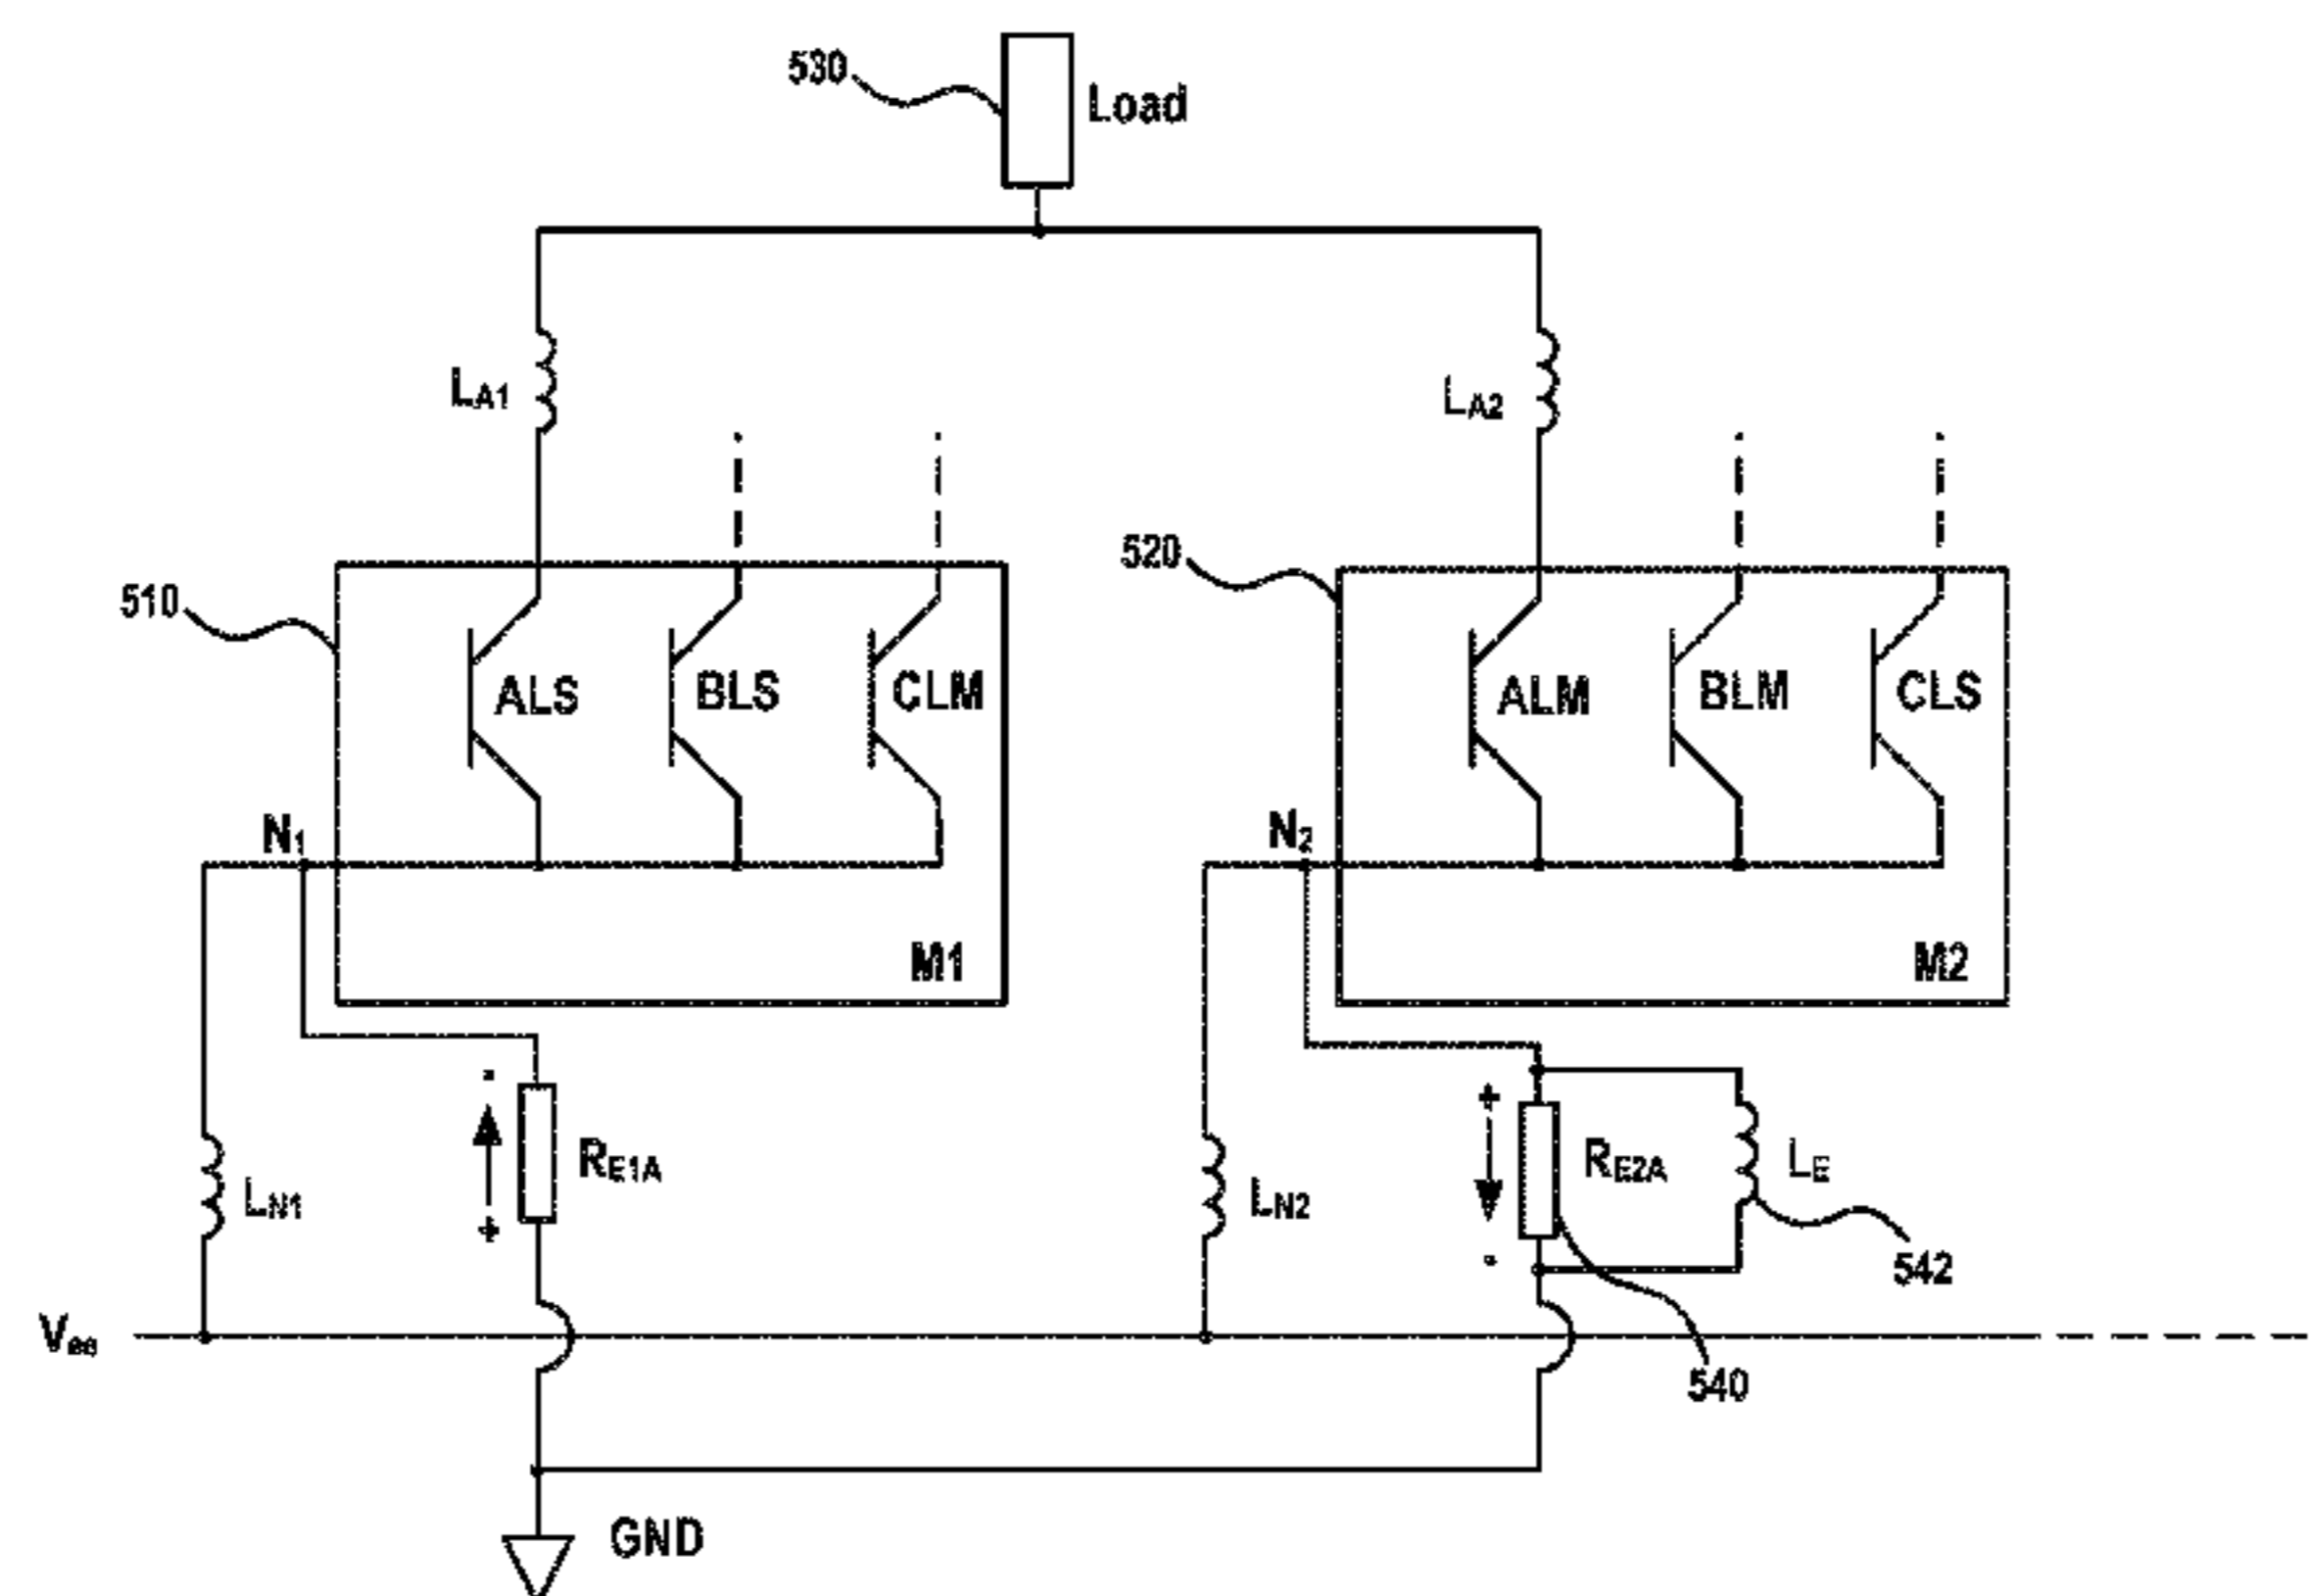 530
Load
LA1
LA2
510
520
ALS
BLS
CLM
ALM
BLM
CLS
N1
N2
M1
M2
-
+
RE1A
+
-
RE2A
LE
LN1
LN2
542
Vee
540
GND